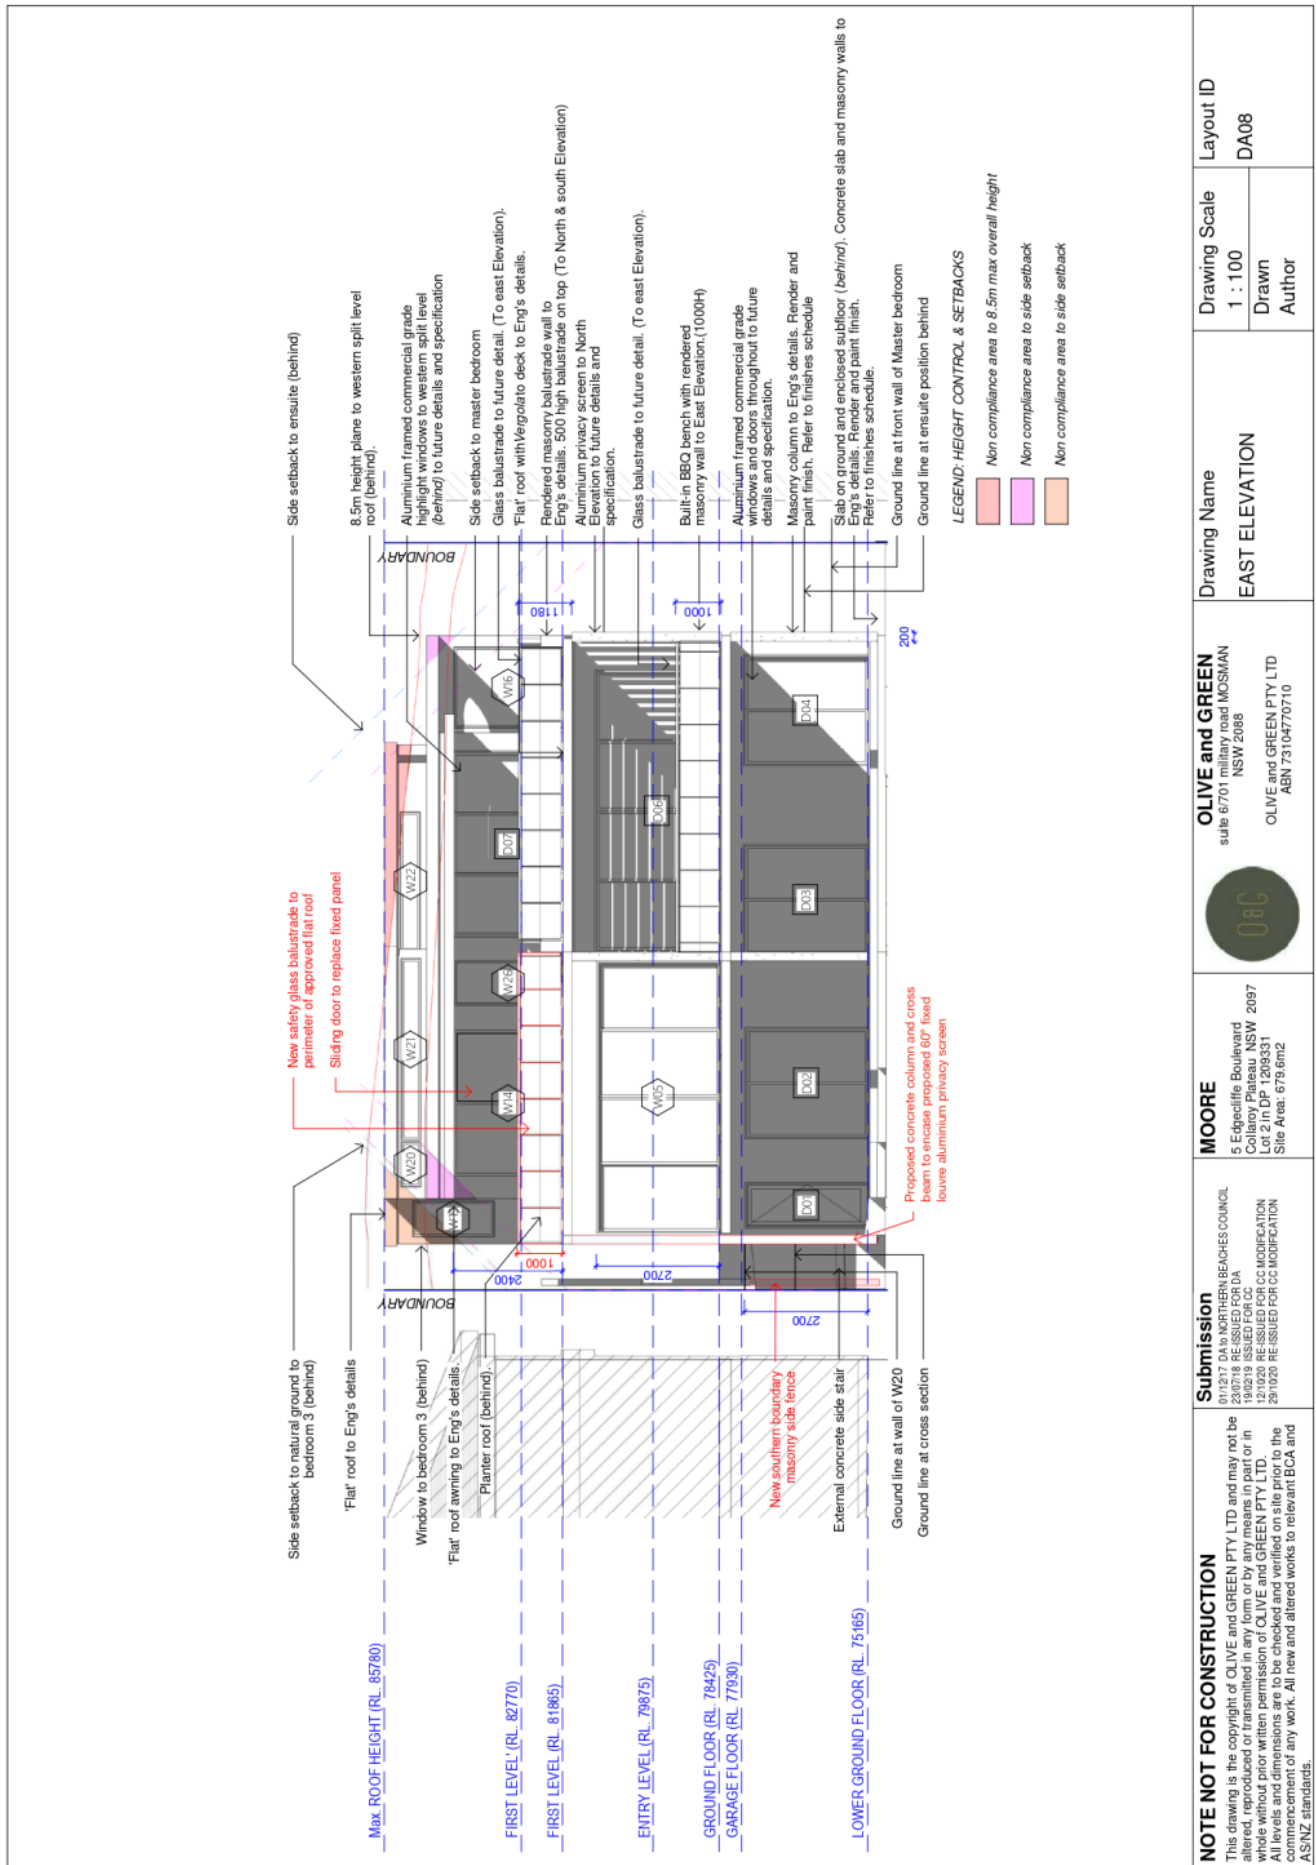 Side setback to natural ground to
bedroom 3 (behind)
'Flat' roof to Eng's details
Window to bedroom 3 (behind)
'Flat' roof awning to Eng's details.
Planter roof (behind).
New southern boundary
masonry side fence
External concrete side stair
Ground line at wall of W20
Ground line at cross section
Max. ROOF HEIGHT (RL. 85780)
FIRST LEVEL' (RL. 82770)
FIRST LEVEL (RL. 81865)
ENTRY LEVEL (RL. 79875)
GROUND FLOOR (RL. 78425)
GARAGE FLOOR (RL. 77930)
LOWER GROUND FLOOR (RL. 75165)
New safety glass balustrade to
perimeter of approved flat roof
Sliding door to replace fixed panel
Proposed concrete column and cross
beam to encase proposed 60° fixed
louvre aluminium privacy screen
BOUNDARY
BOUNDARY
W20
W21
W22
W14
W26
D07
W16
W05
D06
D01
D02
D03
D04
2400
1000
2700
2700
1180
1000
200
Side setback to ensuite (behind)
8.5m height plane to western split level
roof (behind).
Aluminium framed commercial grade
highlight windows to western split level
(behind) to future details and specification
Side setback to master bedroom
Glass balustrade to future detail. (To east Elevation).
'Flat' roof with Vergola to deck to Eng's details.
Rendered masonry balustrade wall to
Eng's details. 500 high balustrade on top (To North & south Elevation)
Aluminium privacy screen to North
Elevation to future details and
specification.
Glass balustrade to future detail. (To east Elevation).
Built-in BBQ bench with rendered
masonry wall to East Elevation.(1000H)
Aluminium framed commercial grade
windows and doors throughout to future
details and specification.
Masonry column to Eng's details. Render and
paint finish. Refer to finishes schedule
Slab on ground and enclosed subfloor (behind). Concrete slab and masonry walls to
Eng's details. Render and paint finish.
Refer to finishes schedule.
Ground line at front wall of Master bedroom
Ground line at ensuite position behind
LEGEND: HEIGHT CONTROL & SETBACKS
Non compliance area to 8.5m max overall height
Non compliance area to side setback
Non compliance area to side setback
NOTE NOT FOR CONSTRUCTION
This drawing is the copyright of OLIVE and GREEN PTY LTD and may not be
altered, reproduced or transmitted in any form or by any means in part or in
whole without prior written permission of OLIVE and GREEN PTY LTD.
All levels and dimensions are to be checked and verified on site prior to the
commencement of any work. All new and altered works to relevant BCA and
AS/NZ standards.
Submission
01/12/17 DA to NORTHERN BEACHES COUNCIL
23/07/18 RE-ISSUED FOR DA
19/02/19 ISSUED FOR CC
12/10/20 RE-ISSUED FOR CC MODIFICATION
29/10/20 RE-ISSUED FOR CC MODIFICATION
MOORE
5 Edgecliffe Boulevard
Collaroy Plateau NSW 2097
Lot 2 in DP 1209331
Site Area: 679.6m2
O&G
OLIVE and GREEN
suite 6/701 military road MOSMAN
NSW 2088
OLIVE and GREEN PTY LTD
ABN 73104770710
Drawing Name
EAST ELEVATION
Drawing Scale
1 : 100
Drawn
Author
Layout ID
DA08